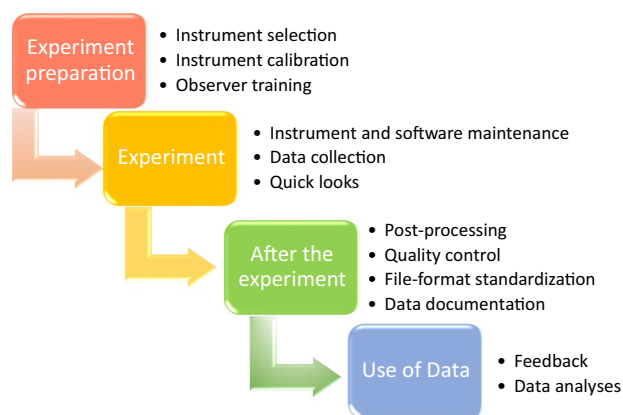 Experiment
preparation
• Instrument selection
• Instrument calibration
• Observer training
Experiment
• Instrument and software maintenance
• Data collection
• Quick looks
After the
experiment
• Post-processing
• Quality control
• File-format standardization
• Data documentation
Use of Data
• Feedback
• Data analyses